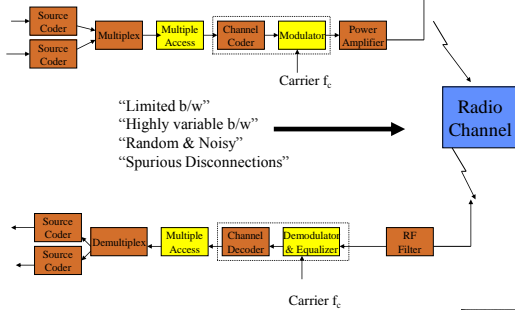 Source
Coder
Source
Coder
Multiplex
Multiple
Access
Channel
Coder
Modulator
Power
Amplifier
Carrier fc
“Limited b/w”
“Highly variable b/w”
“Random & Noisy”
“Spurious Disconnections”
Radio
Channel
Source
Coder
Source
Coder
Demultiplex
Multiple
Access
Channel
Decoder
Demodulator
& Equalizer
RF
Filter
Carrier fc